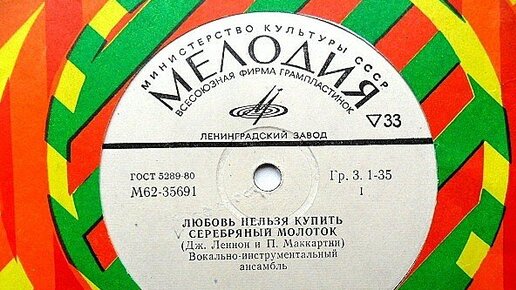 МИНИСТЕРСТВО КУЛЬТУРЫ СССР
МЕЛОДИЯ
ВСЕСОЮЗНАЯ ФИРМА ГРАМПЛАСТИНОК
ЛЕНИНГРАДСКИЙ ЗАВОД
▽33
ГОСТ 5289-80
М62-35691
Гр. 3. 1-35
1
ЛЮБОВЬ НЕЛЬЗЯ КУПИТЬ
СЕРЕБРЯНЫЙ МОЛОТОК
(Дж. Леннон и П. Маккартни)
Вокально-инструментальный
ансамбль